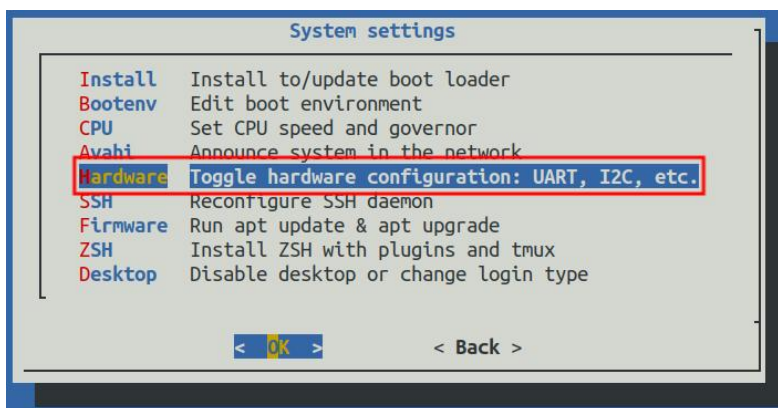 System settings
Install Install to/update boot loader
Bootenv Edit boot environment
CPU Set CPU speed and governor
Avahi Announce system in the network
Hardware Toggle hardware configuration: UART, I2C, etc.
SSH Reconfigure SSH daemon
Firmware Run apt update & apt upgrade
ZSH Install ZSH with plugins and tmux
Desktop Disable desktop or change login type
< OK > < Back >